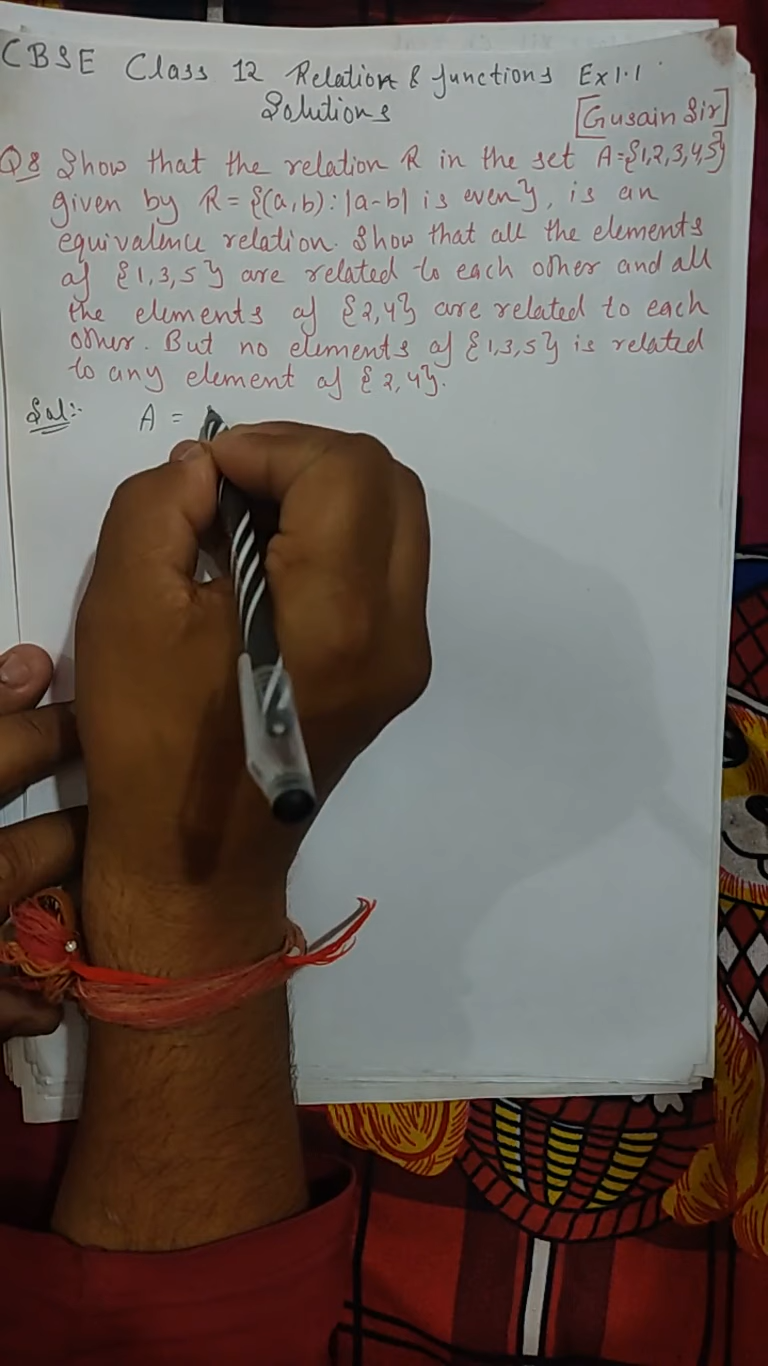 CBSE Class 12 Relation & functions Ex 1.1
Solutions [Gusain Sir]
Q8 Show that the relation R in the set A={1,2,3,4,5}
given by R = {(a,b) : |a-b| is even}, is an
equivalence relation. Show that all the elements
of {1,3,5} are related to each other and all
the elements of {2,4} are related to each
other. But no elements of {1,3,5} is related
to any element of {2,4}.
Sol:- A =